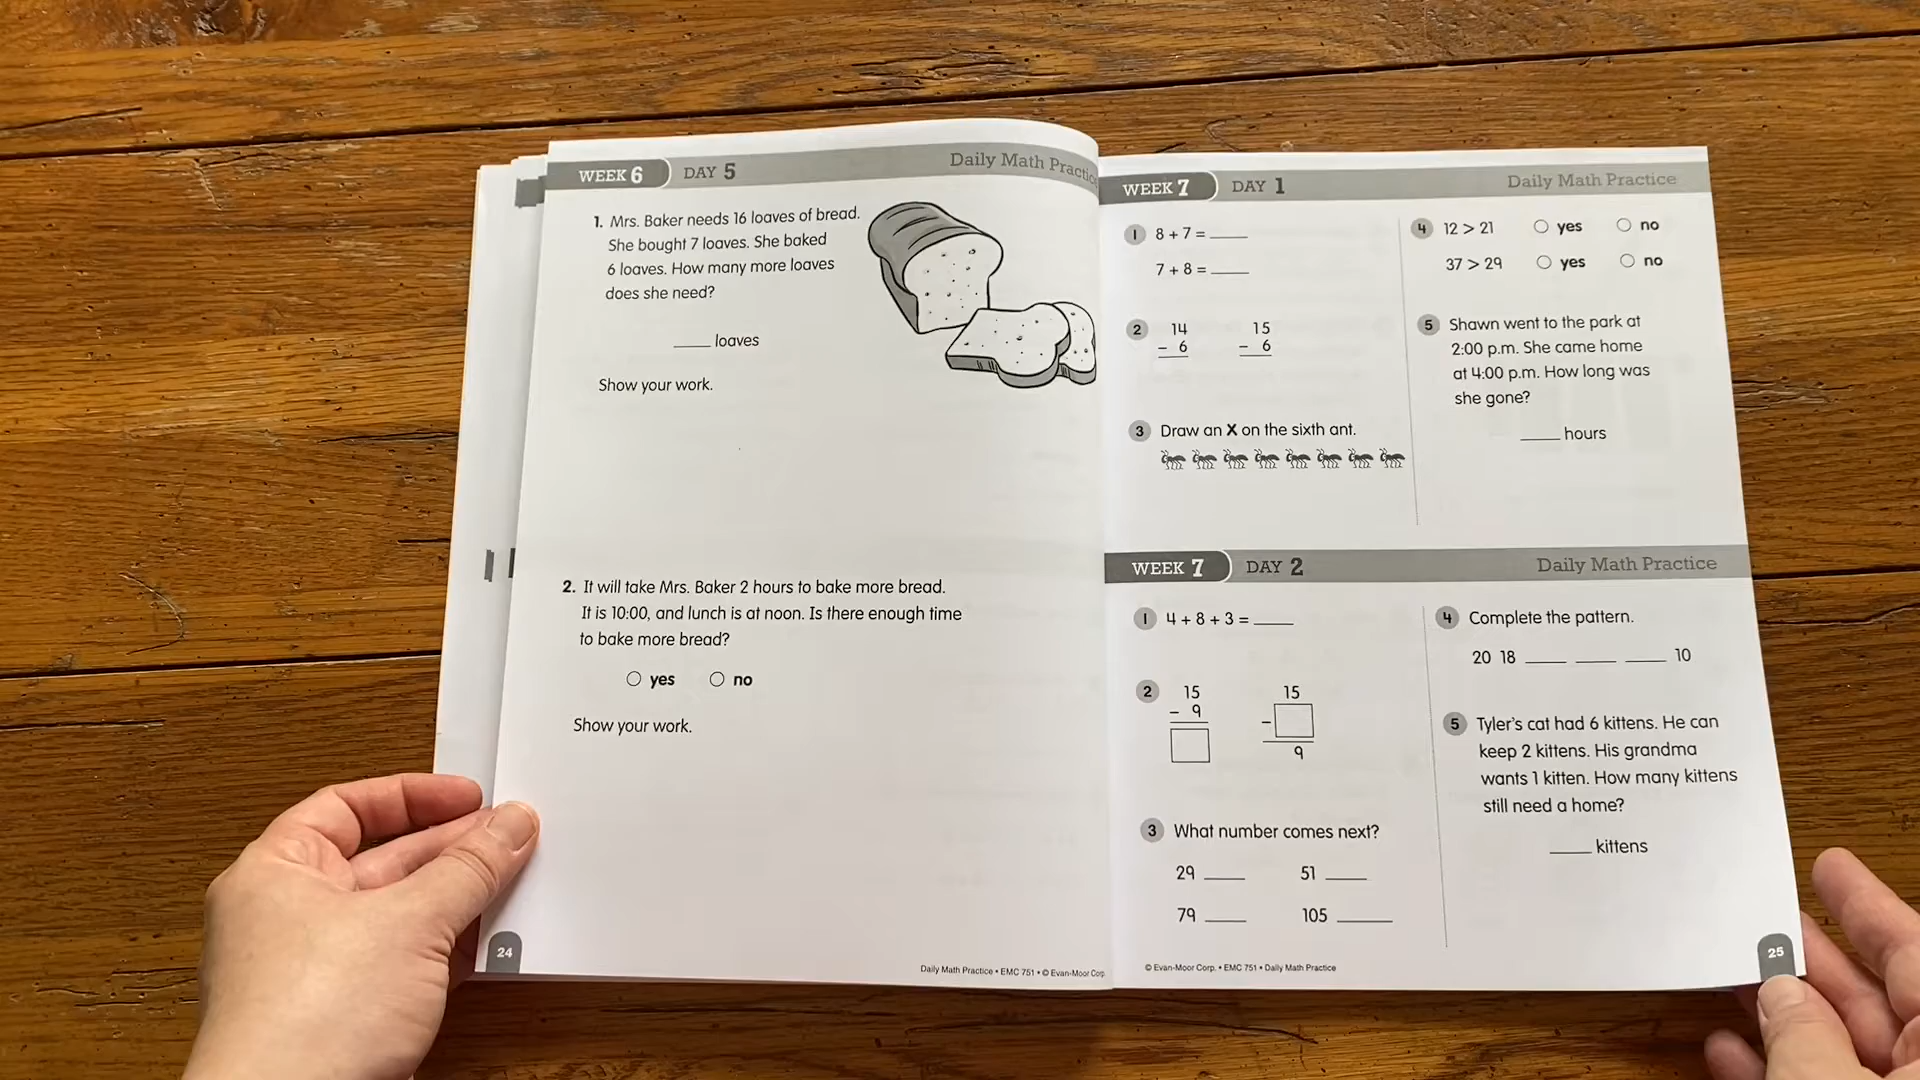 WEEK 6 DAY 5 Daily Math Practice
1. Mrs. Baker needs 16 loaves of bread.
She bought 7 loaves. She baked
6 loaves. How many more loaves
does she need?
____ loaves
Show your work.
2. It will take Mrs. Baker 2 hours to bake more bread.
It is 10:00, and lunch is at noon. Is there enough time
to bake more bread?
yes no
Show your work.
24
Daily Math Practice • EMC 751 • © Evan-Moor Corp.
WEEK 7 DAY 1 Daily Math Practice
1 8 + 7 = ____
7 + 8 = ____
2 14 15
- 6 - 6
3 Draw an X on the sixth ant.
4 12 > 21 yes no
37 > 29 yes no
5 Shawn went to the park at
2:00 p.m. She came home
at 4:00 p.m. How long was
she gone?
____ hours
WEEK 7 DAY 2 Daily Math Practice
1 4 + 8 + 3 = ____
2 15 15
- 9 -
9
3 What number comes next?
29 ____ 51 ____
79 ____ 105 ____
4 Complete the pattern.
20 18 ____ ____ ____ 10
5 Tyler's cat had 6 kittens. He can
keep 2 kittens. His grandma
wants 1 kitten. How many kittens
still need a home?
____ kittens
© Evan-Moor Corp. • EMC 751 • Daily Math Practice
25